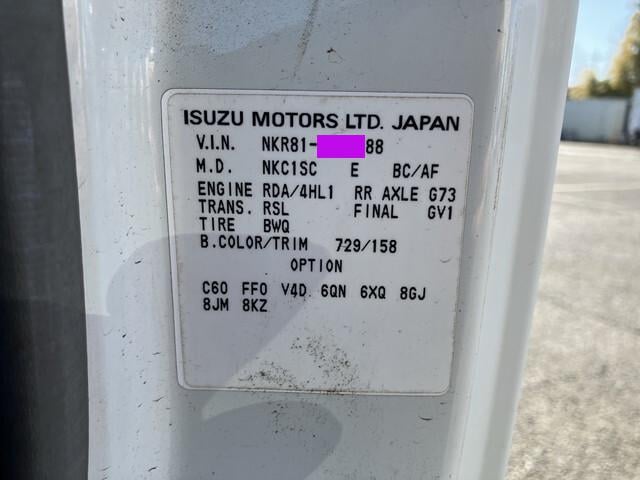 ISUZU MOTORS LTD. JAPAN
V.I.N. NKR81- 88
M.D. NKC1SC E BC/AF
ENGINE RDA/4HL1 RR AXLE G73
TRANS. RSL FINAL GV1
TIRE BWQ
B.COLOR/TRIM 729/158
OPTION
C60 FF0 V4D 6QN 6XQ 8GJ
8JM 8KZ